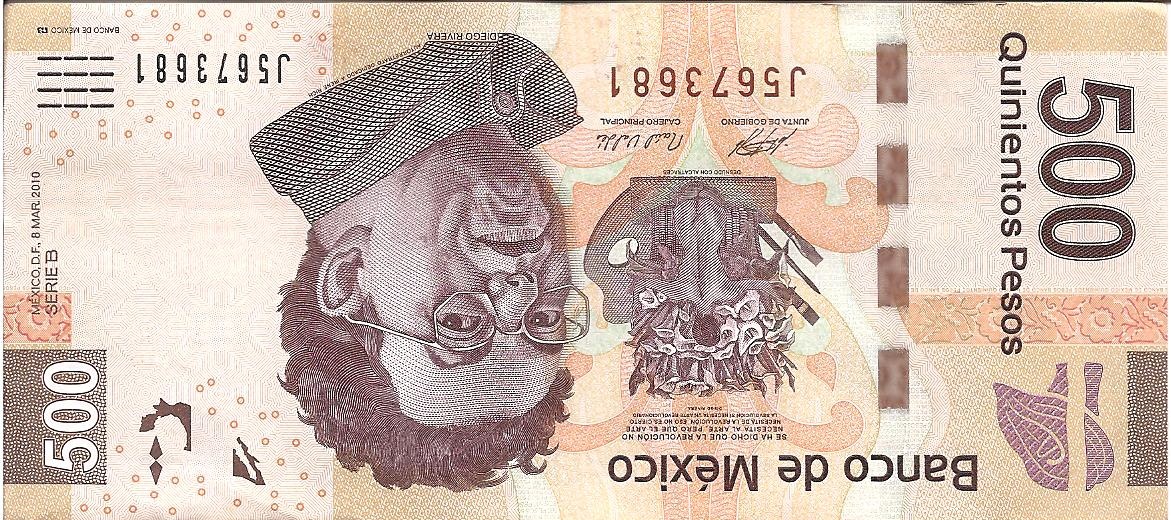 Banco de México
SE HA DICHO QUE LA REVOLUCIÓN NO
NECESITA AL ARTE, PERO QUE EL ARTE
NECESITA DE LA REVOLUCIÓN. ESO NO ES CIERTO.
LA REVOLUCIÓN SÍ NECESITA UN ARTE REVOLUCIONARIO.
DIEGO RIVERA
DESNUDO CON ALCATRACES
JUNTA DE GOBIERNO
CAJERO PRINCIPAL
J5673681
500
Quinientos Pesos
500
MÉXICO, D.F., 8 MAR. 2010
SERIE B
J5673681
DIEGO RIVERA
BANCO DE MÉXICO